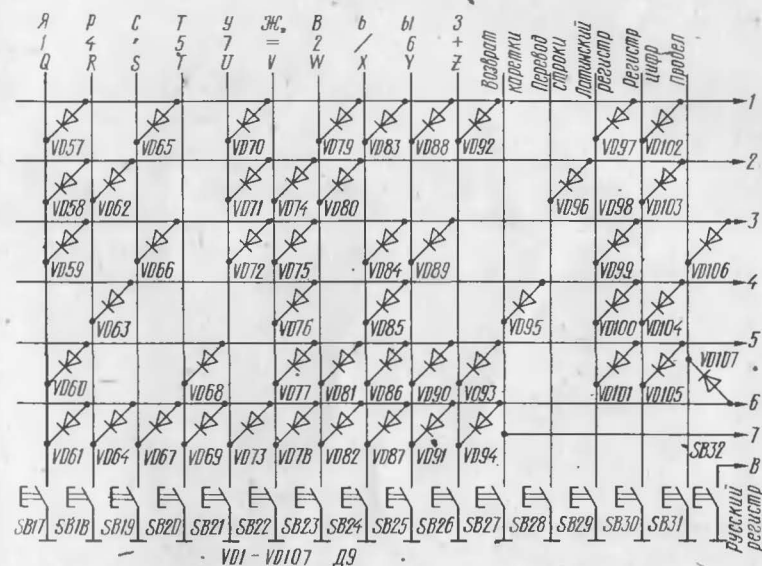 Я Р С Т У Ж, В Ь Ы З
1 4 ' 5 7 = 2 / 6 +
Q R S T U V W X Y Z
Возврат каретки
Перевод строки
Латинский регистр
Регистр цифр
Пробел
1
VD57 VD65 VD70 VD79 VD83 VD88 VD92 VD97 VD102
2
VD58 VD62 VD71 VD74 VD80 VD96 VD98 VD103
3
VD59 VD66 VD72 VD75 VD84 VD89 VD99 VD106
4
VD63 VD76 VD85 VD95 VD100 VD104
5
VD107
VD60 VD68 VD77 VD81 VD86 VD90 VD93 VD101 VD105
6
VD61 VD64 VD67 VD69 VD73 VD78 VD82 VD87 VD91 VD94
7
SB32
8
SB17 SB18 SB19 SB20 SB21 SB22 SB23 SB24 SB25 SB26 SB27 SB28 SB29 SB30 SB31
Русский регистр
VD1 – VD107 Д9